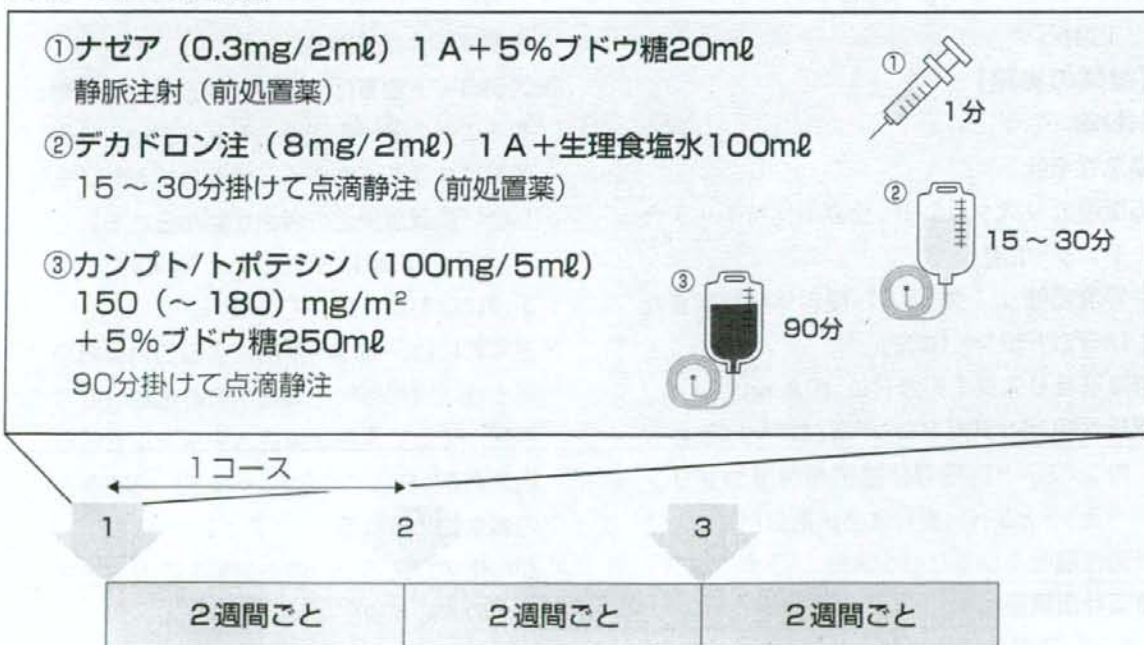 ①ナゼア（0.3mg/2mℓ）1A＋5％ブドウ糖20mℓ
静脈注射（前処置薬）
②デカドロン注（8mg/2mℓ）1A＋生理食塩水100mℓ
15～30分掛けて点滴静注（前処置薬）
③カンプト/トポテシン（100mg/5mℓ）
150（～180）mg/m²
＋5％ブドウ糖250mℓ
90分掛けて点滴静注
①
1分
②
15～30分
③
90分
1コース
1 2 3
2週間ごと 2週間ごと 2週間ごと